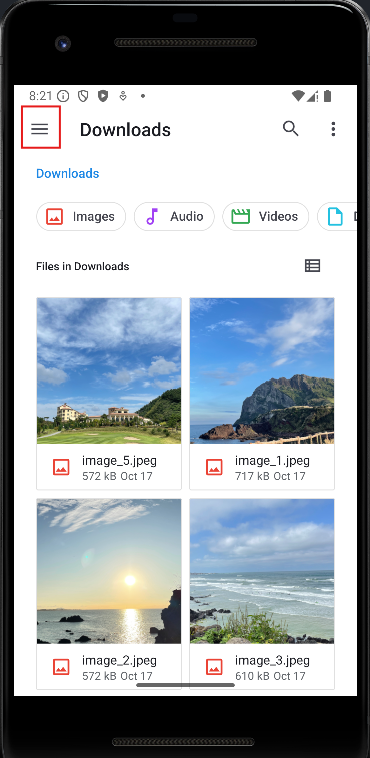 8:21
Downloads
Downloads
Images Audio Videos
Files in Downloads
image_5.jpeg image_1.jpeg
572 kB Oct 17 717 kB Oct 17
image_2.jpeg image_3.jpeg
572 kB Oct 17 610 kB Oct 17